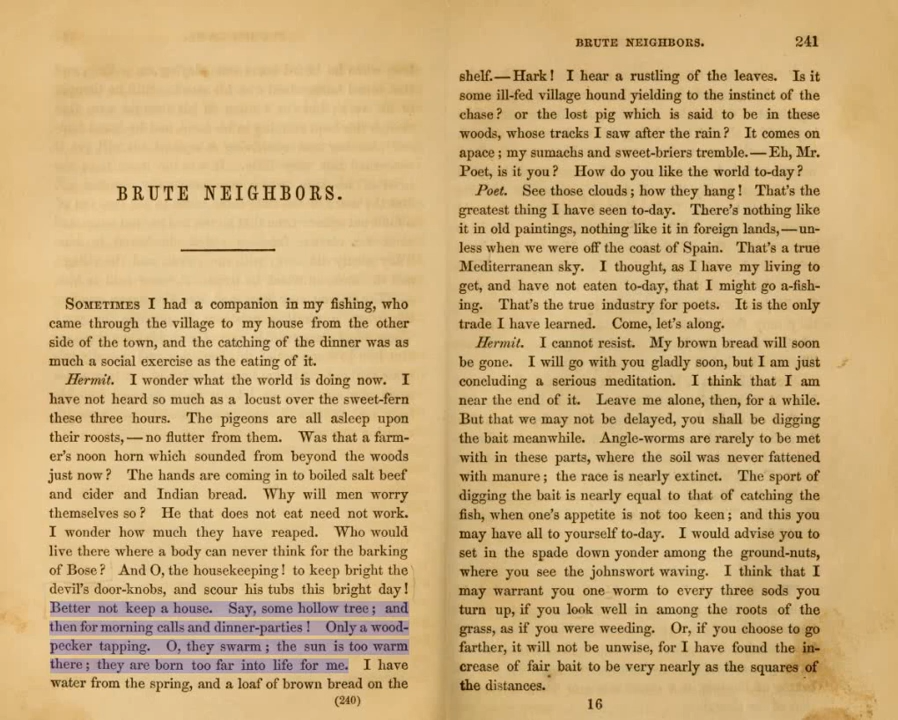 BRUTE NEIGHBORS.
Sometimes I had a companion in my fishing, who
came through the village to my house from the other
side of the town, and the catching of the dinner was as
much a social exercise as the eating of it.
Hermit. I wonder what the world is doing now. I
have not heard so much as a locust over the sweet-fern
these three hours. The pigeons are all asleep upon
their roosts,—no flutter from them. Was that a farm-
er's noon horn which sounded from beyond the woods
just now? The hands are coming in to boiled salt beef
and cider and Indian bread. Why will men worry
themselves so? He that does not eat need not work.
I wonder how much they have reaped. Who would
live there where a body can never think for the barking
of Bose? And O, the housekeeping! to keep bright the
devil's door-knobs, and scour his tubs this bright day!
Better not keep a house. Say, some hollow tree; and
then for morning calls and dinner-parties! Only a wood-
pecker tapping. O, they swarm; the sun is too warm
there; they are born too far into life for me. I have
water from the spring, and a loaf of brown bread on the
(240)
BRUTE NEIGHBORS. 241
shelf.—Hark! I hear a rustling of the leaves. Is it
some ill-fed village hound yielding to the instinct of the
chase? or the lost pig which is said to be in these
woods, whose tracks I saw after the rain? It comes on
apace; my sumachs and sweet-briers tremble.—Eh, Mr.
Poet, is it you? How do you like the world to-day?
Poet. See those clouds; how they hang! That's the
greatest thing I have seen to-day. There's nothing like
it in old paintings, nothing like it in foreign lands,—un-
less when we were off the coast of Spain. That's a true
Mediterranean sky. I thought, as I have my living to
get, and have not eaten to-day, that I might go a-fish-
ing. That's the true industry for poets. It is the only
trade I have learned. Come, let's along.
Hermit. I cannot resist. My brown bread will soon
be gone. I will go with you gladly soon, but I am just
concluding a serious meditation. I think that I am
near the end of it. Leave me alone, then, for a while.
But that we may not be delayed, you shall be digging
the bait meanwhile. Angle-worms are rarely to be met
with in these parts, where the soil was never fattened
with manure; the race is nearly extinct. The sport of
digging the bait is nearly equal to that of catching the
fish, when one's appetite is not too keen; and this you
may have all to yourself to-day. I would advise you to
set in the spade down yonder among the ground-nuts,
where you see the johnswort waving. I think that I
may warrant you one worm to every three sods you
turn up, if you look well in among the roots of the
grass, as if you were weeding. Or, if you choose to go
farther, it will not be unwise, for I have found the in-
crease of fair bait to be very nearly as the squares of
the distances.
16